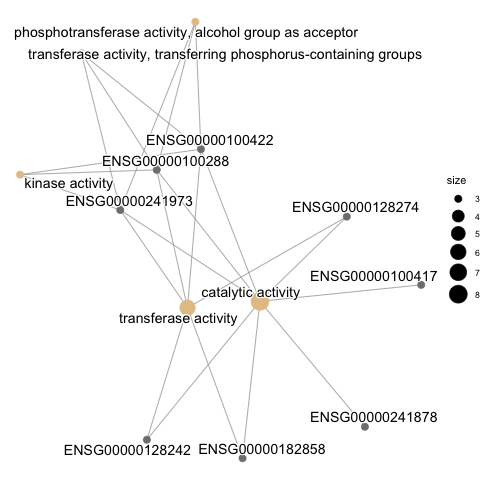 phosphotransferase activity, alcohol group as acceptor
transferase activity, transferring phosphorus-containing groups
ENSG00000100422
ENSG00000100288
kinase activity
ENSG00000241973
ENSG00000128274
ENSG00000100417
catalytic activity
transferase activity
ENSG00000241878
ENSG00000128242
ENSG00000182858
size
3
4
5
6
7
8